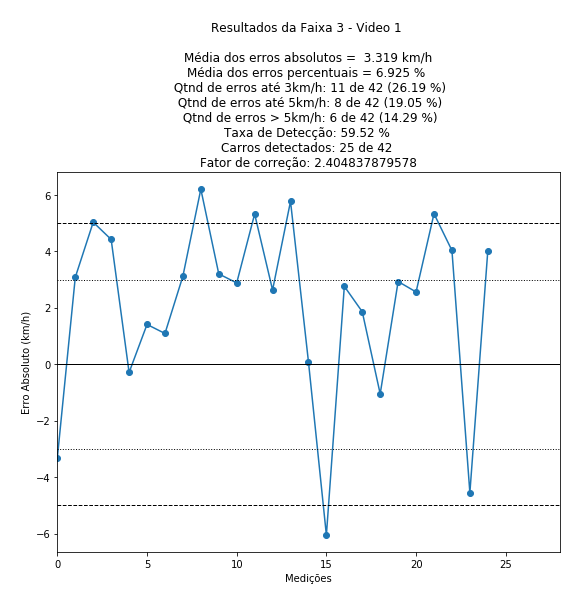 Resultados da Faixa 3 - Video 1
Média dos erros absolutos =  3.319 km/h
Média dos erros percentuais = 6.925 %
Qtnd de erros até 3km/h: 11 de 42 (26.19 %)
Qtnd de erros até 5km/h: 8 de 42 (19.05 %)
Qtnd de erros > 5km/h: 6 de 42 (14.29 %)
Taxa de Detecção: 59.52 %
Carros detectados: 25 de 42
Fator de correção: 2.404837879578
Erro Absoluto (km/h)
6
4
2
0
−2
−4
−6
0 5 10 15 20 25
Medições